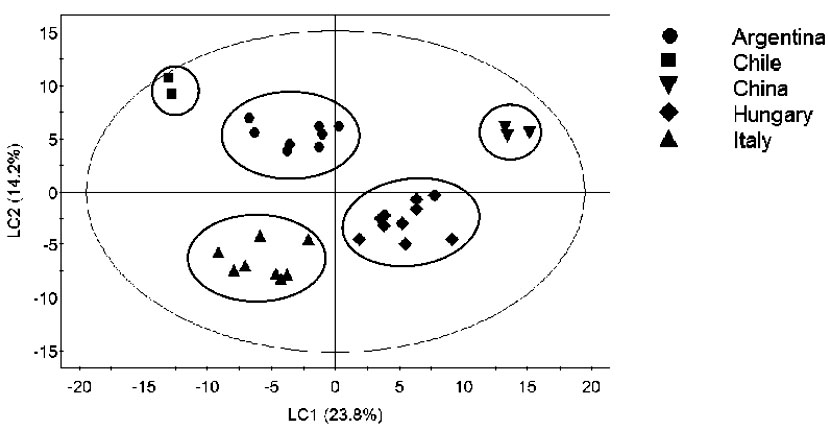 15
10
5
0
-5
-10
-15
LC2 (14.2%)
-20 -15 -10 -5 0 5 10 15 20
LC1 (23.8%)
Argentina
Chile
China
Hungary
Italy